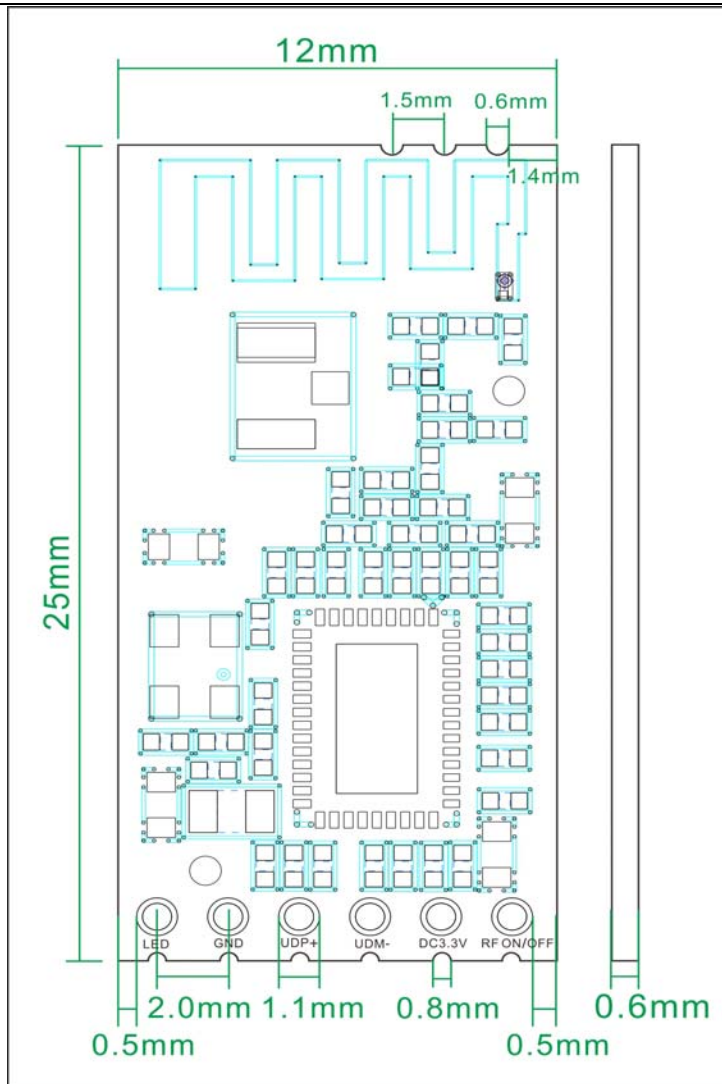 12mm
1.5mm 0.6mm
1.4mm
25mm
LED GND UDP+ UDM- DC3.3V RF ON/OFF
2.0mm 1.1mm 0.8mm 0.6mm
0.5mm 0.5mm